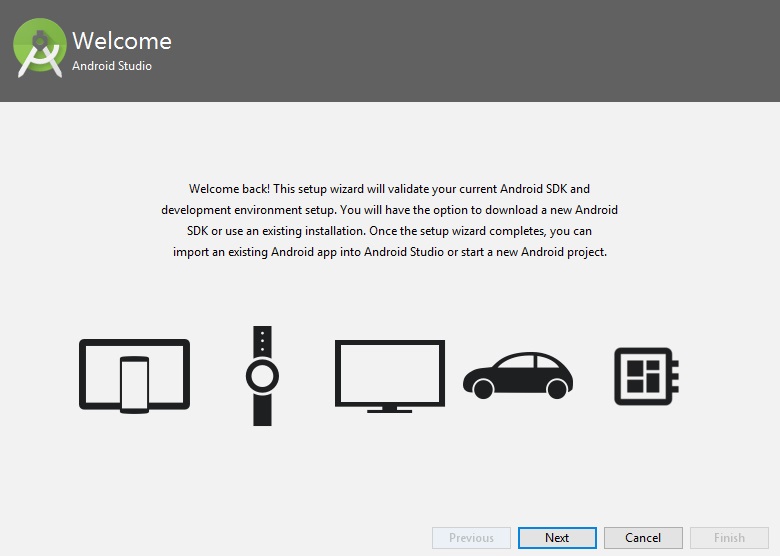 Welcome
Android Studio
Welcome back! This setup wizard will validate your current Android SDK and
development environment setup. You will have the option to download a new Android
SDK or use an existing installation. Once the setup wizard completes, you can
import an existing Android app into Android Studio or start a new Android project.
Previous
Next
Cancel
Finish